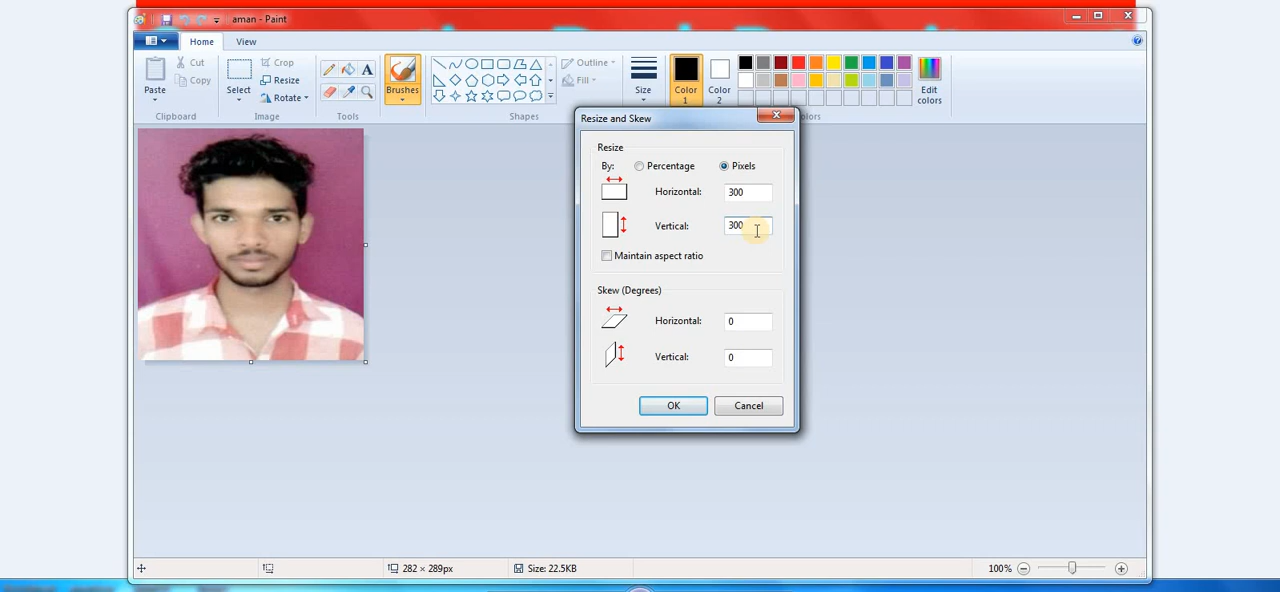 aman - Paint
Home View
Paste
Cut
Copy
Clipboard
Select
Crop
Resize
Rotate
Image
A
Tools
Brushes
Outline
Fill
Shapes
Size
Color 1
Color 2
Edit colors
olors
Resize and Skew
Resize
By: Percentage Pixels
Horizontal: 300
Vertical: 300
Maintain aspect ratio
Skew (Degrees)
Horizontal: 0
Vertical: 0
OK Cancel
282 × 289px Size: 22.5KB 100%